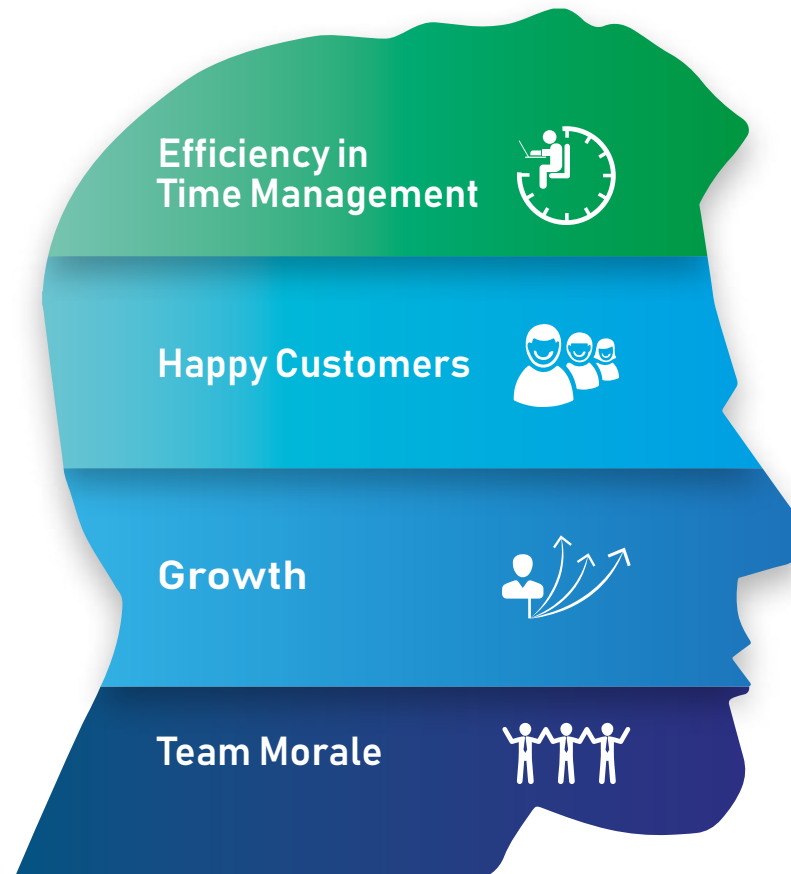 Efficiency in
Time Management
Happy Customers
Growth
Team Morale